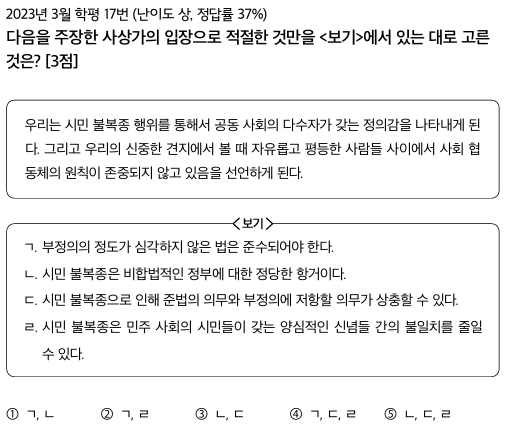 2023년 3월 학평 17번 (난이도 상, 정답률 37%)
다음을 주장한 사상가의 입장으로 적절한 것만을 <보기>에서 있는 대로 고른
것은? [3점]
우리는 시민 불복종 행위를 통해서 공동 사회의 다수자가 갖는 정의감을 나타내게 된
다. 그리고 우리의 신중한 견지에서 볼 때 자유롭고 평등한 사람들 사이에서 사회 협
동체의 원칙이 존중되지 않고 있음을 선언하게 된다.
<보기>
ㄱ. 부정의의 정도가 심각하지 않은 법은 준수되어야 한다.
ㄴ. 시민 불복종은 비합법적인 정부에 대한 정당한 항거이다.
ㄷ. 시민 불복종으로 인해 준법의 의무와 부정의에 저항할 의무가 상충할 수 있다.
ㄹ. 시민 불복종은 민주 사회의 시민들이 갖는 양심적인 신념들 간의 불일치를 줄일
수 있다.
① ㄱ, ㄴ ② ㄱ, ㄹ ③ ㄴ, ㄷ ④ ㄱ, ㄷ, ㄹ ⑤ ㄴ, ㄷ, ㄹ